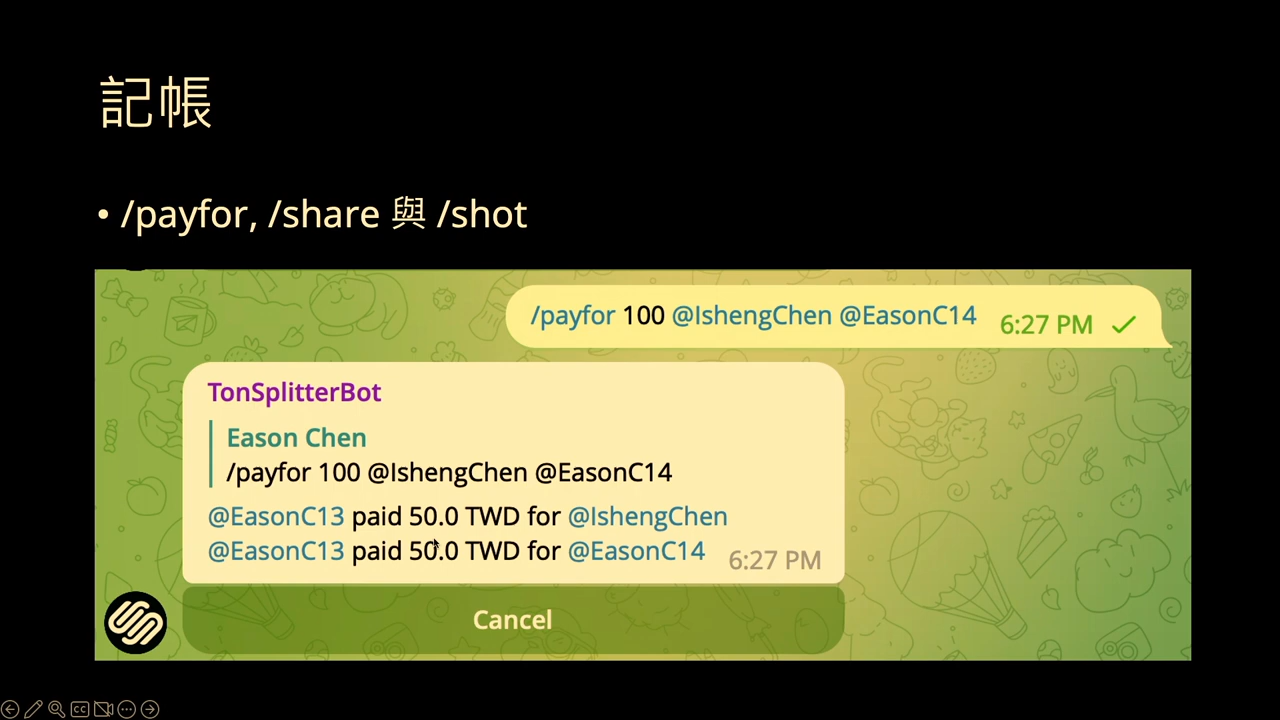 記帳
• /payfor, /share 與 /shot
/payfor 100 @IshengChen @EasonC14 6:27 PM
TonSplitterBot
Eason Chen
/payfor 100 @IshengChen @EasonC14
@EasonC13 paid 50.0 TWD for @IshengChen
@EasonC13 paid 50.0 TWD for @EasonC14 6:27 PM
Cancel
CC